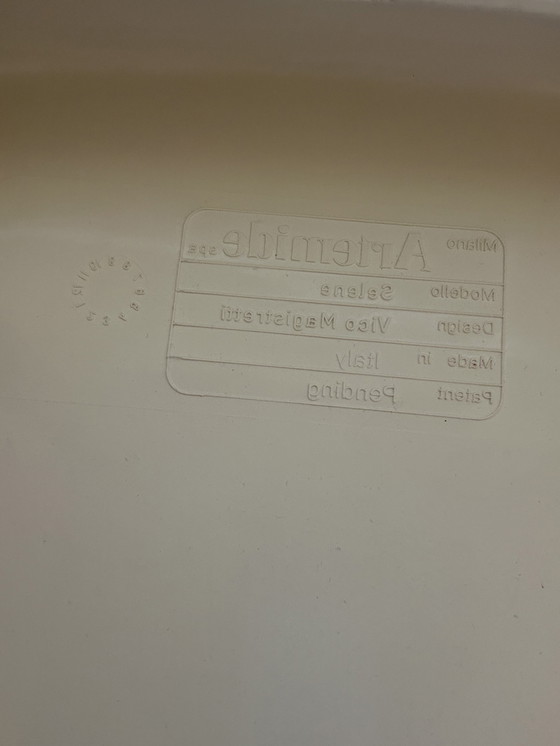 Milano Artemide spa
Modello Selene
Design Vico Magistretti
Made in Italy
Patent Pending